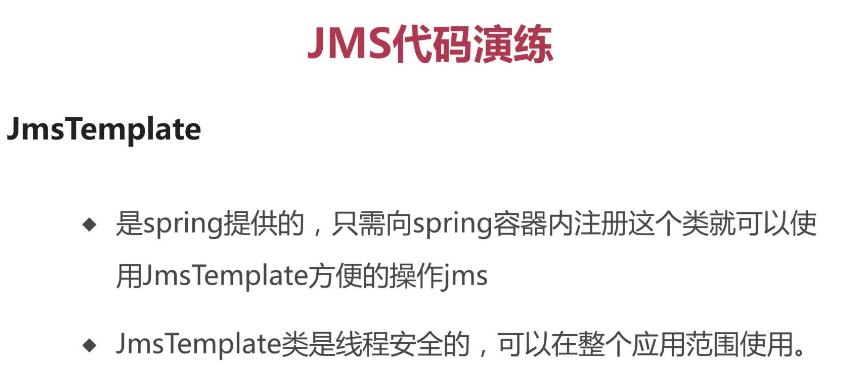 JMS代码演练
JmsTemplate
◆ 是spring提供的，只需向spring容器内注册这个类就可以使
用JmsTemplate方便的操作jms
◆ JmsTemplate类是线程安全的，可以在整个应用范围使用。